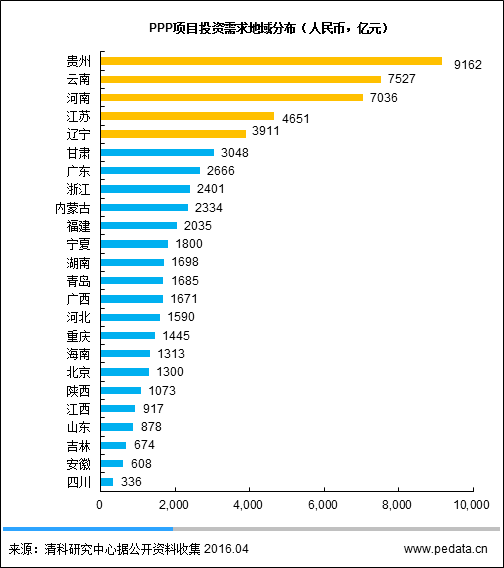 PPP项目投资需求地域分布（人民币，亿元）
贵州 9162
云南 7527
河南 7036
江苏 4651
辽宁 3911
甘肃 3048
广东 2666
浙江 2401
内蒙古 2334
福建 2035
宁夏 1800
湖南 1698
青岛 1685
广西 1671
河北 1590
重庆 1445
海南 1313
北京 1300
陕西 1073
江西 917
山东 878
吉林 674
安徽 608
四川 336
0 2,000 4,000 6,000 8,000 10,000
来源：清科研究中心据公开资料收集 2016.04 www.pedata.cn